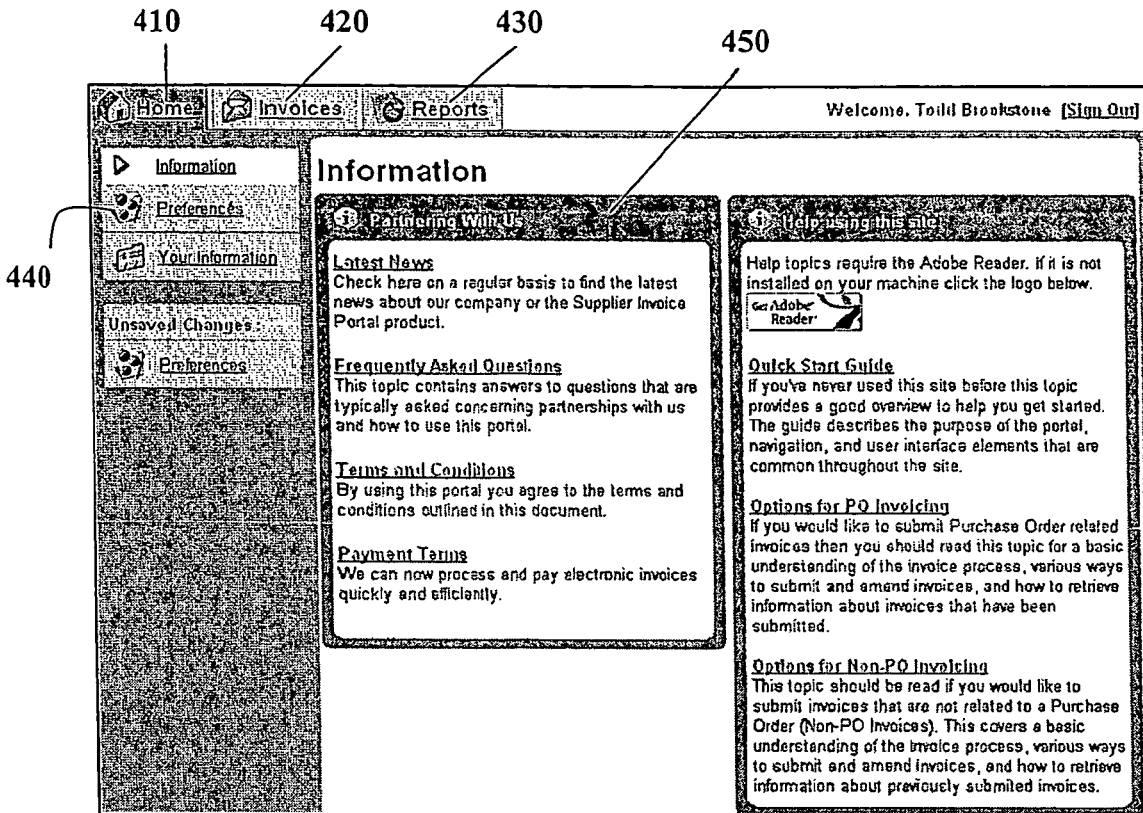 410
420
430
450
Home
Invoices
Reports
Welcome, Todd Brookstone [Sign Out]
Information
Preferences
Your Information
440
Unsaved Changes:
Preferences
Information
Partnering With Us
Latest News
Check here on a regular basis to find the latest
news about our company or the Supplier Invoice
Portal product.
Frequently Asked Questions
This topic contains answers to questions that are
typically asked concerning partnerships with us
and how to use this portal.
Terms and Conditions
By using this portal you agree to the terms and
conditions outlined in this document.
Payment Terms
We can now process and pay electronic invoices
quickly and efficiently.
Help using this site
Help topics require the Adobe Reader. If it is not
installed on your machine click the logo below.
Get Adobe
Reader
Quick Start Guide
If you've never used this site before this topic
provides a good overview to help you get started.
The guide describes the purpose of the portal,
navigation, and user interface elements that are
common throughout the site.
Options for PO Invoicing
If you would like to submit Purchase Order related
invoices then you should read this topic for a basic
understanding of the invoice process, various ways
to submit and amend invoices, and how to retrieve
information about invoices that have been
submitted.
Options for Non-PO Invoicing
This topic should be read if you would like to
submit invoices that are not related to a Purchase
Order (Non-PO Invoices). This covers a basic
understanding of the invoice process, various ways
to submit and amend invoices, and how to retrieve
information about previously submitted invoices.